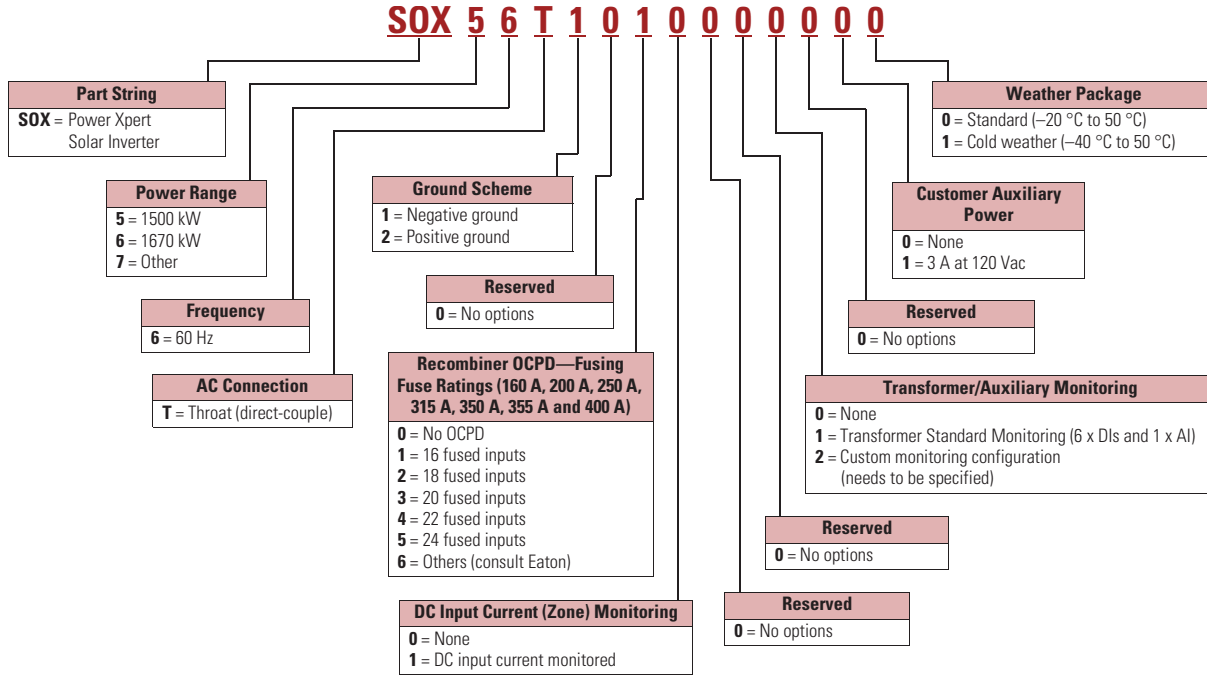 SOX 5 6 T 1 0 1 0 0 0 0 0 0
Part String
SOX = Power Xpert
Solar Inverter
Power Range
5 = 1500 kW
6 = 1670 kW
7 = Other
Frequency
6 = 60 Hz
AC Connection
T = Throat (direct-couple)
Ground Scheme
1 = Negative ground
2 = Positive ground
Reserved
0 = No options
Recombiner OCPD—Fusing
Fuse Ratings (160 A, 200 A, 250 A,
315 A, 350 A, 355 A and 400 A)
0 = No OCPD
1 = 16 fused inputs
2 = 18 fused inputs
3 = 20 fused inputs
4 = 22 fused inputs
5 = 24 fused inputs
6 = Others (consult Eaton)
DC Input Current (Zone) Monitoring
0 = None
1 = DC input current monitored
Reserved
0 = No options
Reserved
0 = No options
Transformer/Auxiliary Monitoring
0 = None
1 = Transformer Standard Monitoring (6 x DIs and 1 x AI)
2 = Custom monitoring configuration
(needs to be specified)
Reserved
0 = No options
Customer Auxiliary
Power
0 = None
1 = 3 A at 120 Vac
Weather Package
0 = Standard (–20 °C to 50 °C)
1 = Cold weather (–40 °C to 50 °C)